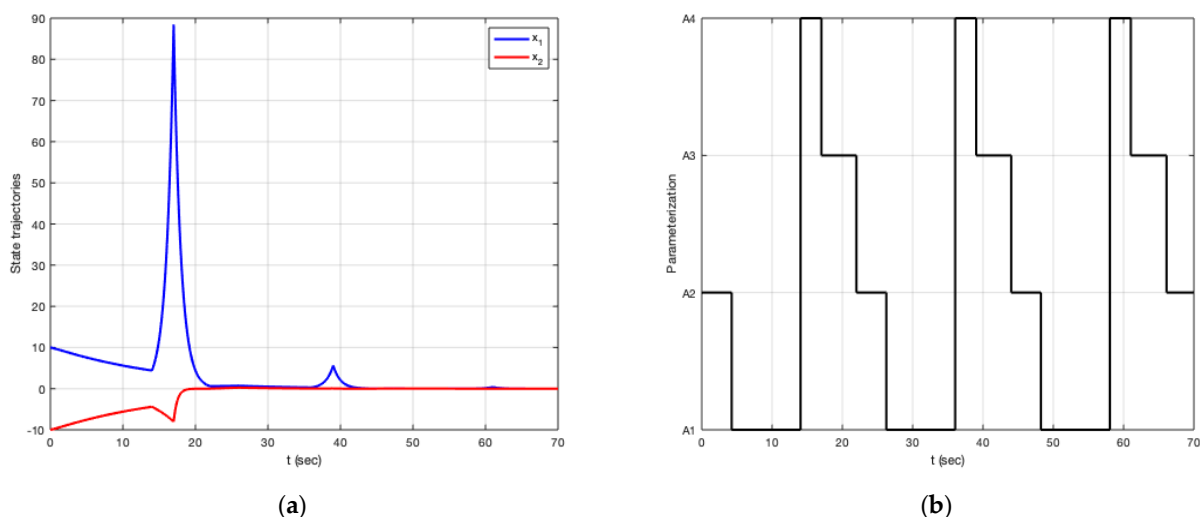 90
80
70
60
50
40
30
20
10
0
-10
State trajectories
0 10 20 30 40 50 60 70
t (sec)
x1
x2
(a)
A4
A3
A2
A1
Parameterization
0 10 20 30 40 50 60 70
t (sec)
(b)